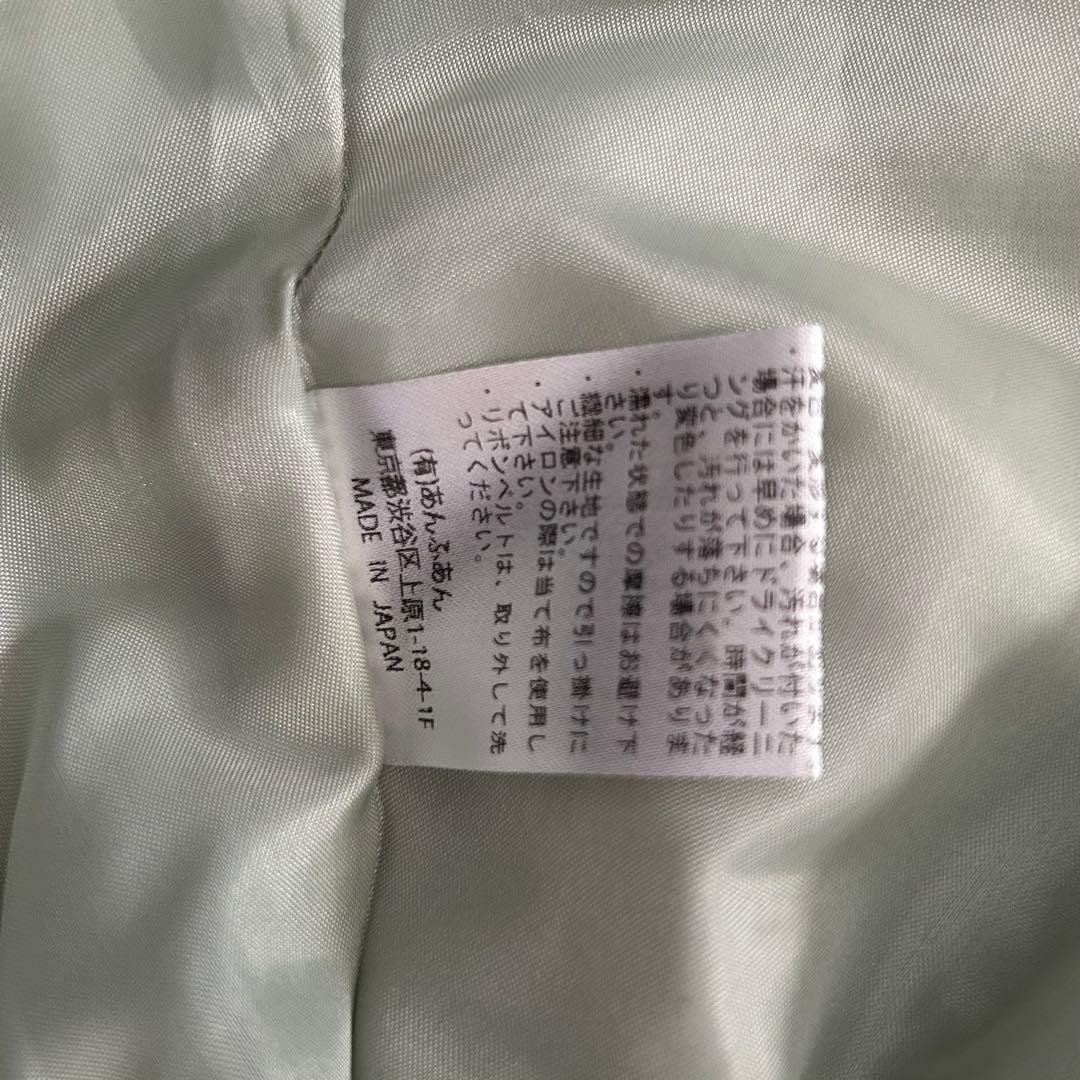 ・汗をかいた場合、汚れが付いた
場合には早めにドライクリーニ
ングを行って下さい。時間が経
つと、汚れが落ちにくくなった
り変色したりする場合がありま
す。
・濡れた状態での摩擦はお避け下
さい。
・繊細な生地ですので引っ掛けに
ご注意下さい。
・アイロンの際は当て布を使用し
て下さい。
・リボンベルトは、取り外して洗
ってください。
(有)あんふあん
東京都渋谷区上原1-18-4-1F
MADE IN JAPAN